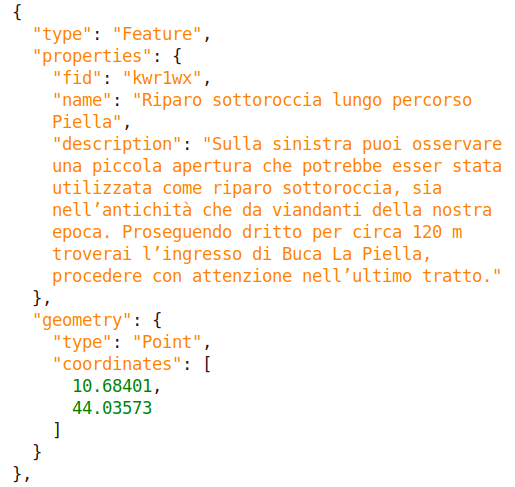 {
"type": "Feature",
"properties": {
"fid": "kwr1wx",
"name": "Riparo sottoroccia lungo percorso
Piella",
"description": "Sulla sinistra puoi osservare
una piccola apertura che potrebbe esser stata
utilizzata come riparo sottoroccia, sia
nell’antichità che da viandanti della nostra
epoca. Proseguendo dritto per circa 120 m
troverai l’ingresso di Buca La Piella,
procedere con attenzione nell’ultimo tratto."
},
"geometry": {
"type": "Point",
"coordinates": [
10.68401,
44.03573
]
}
},